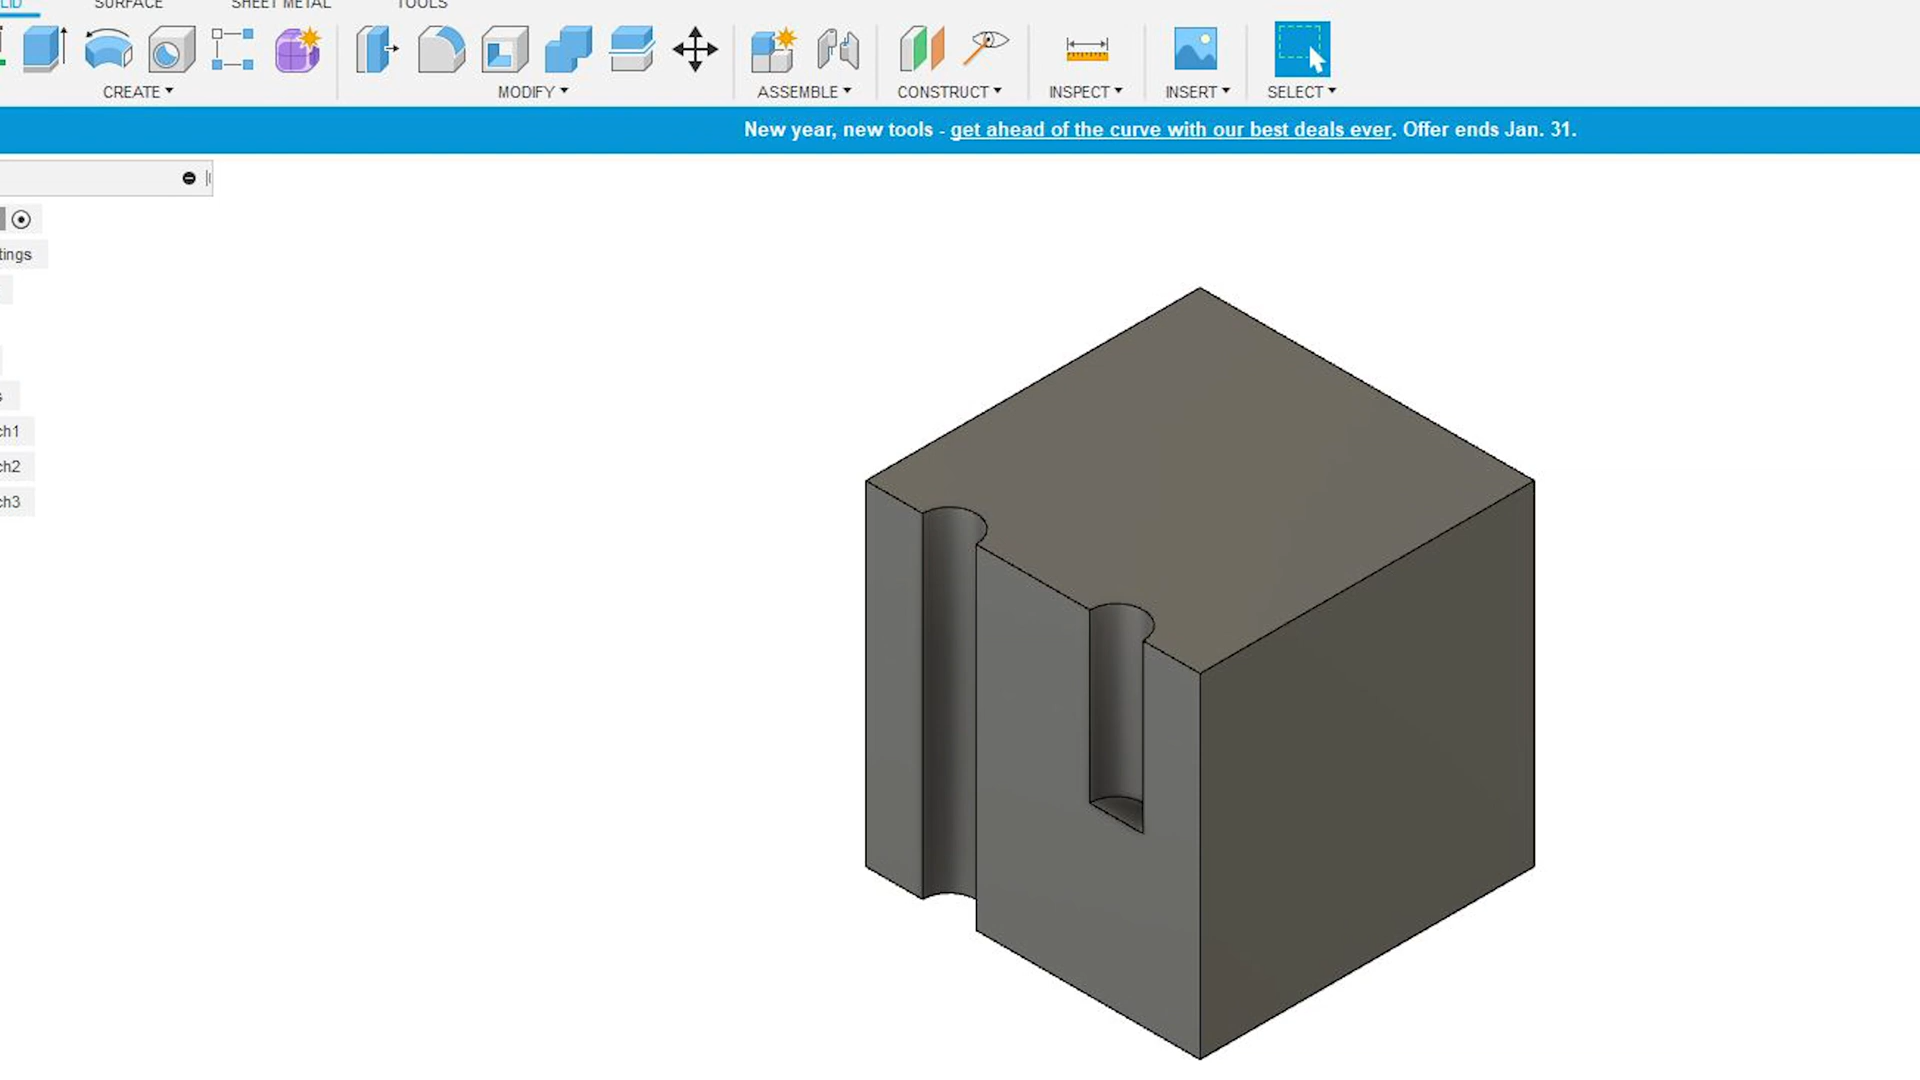 LID SURFACE SHEET METAL TOOLS
CREATE MODIFY ASSEMBLE CONSTRUCT INSPECT INSERT SELECT
New year, new tools - get ahead of the curve with our best deals ever. Offer ends Jan. 31.
tings
s
ch1
ch2
ch3